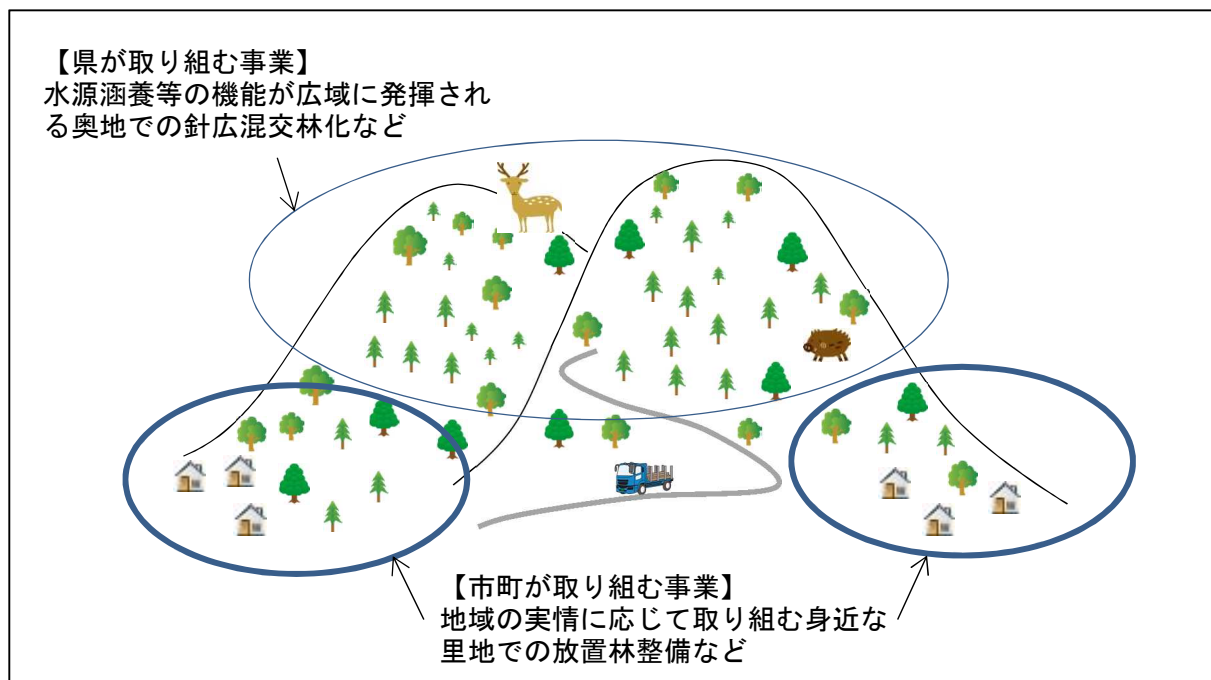 【県が取り組む事業】
水源涵養等の機能が広域に発揮され
る奥地での針広混交林化など
【市町が取り組む事業】
地域の実情に応じて取り組む身近な
里地での放置林整備など